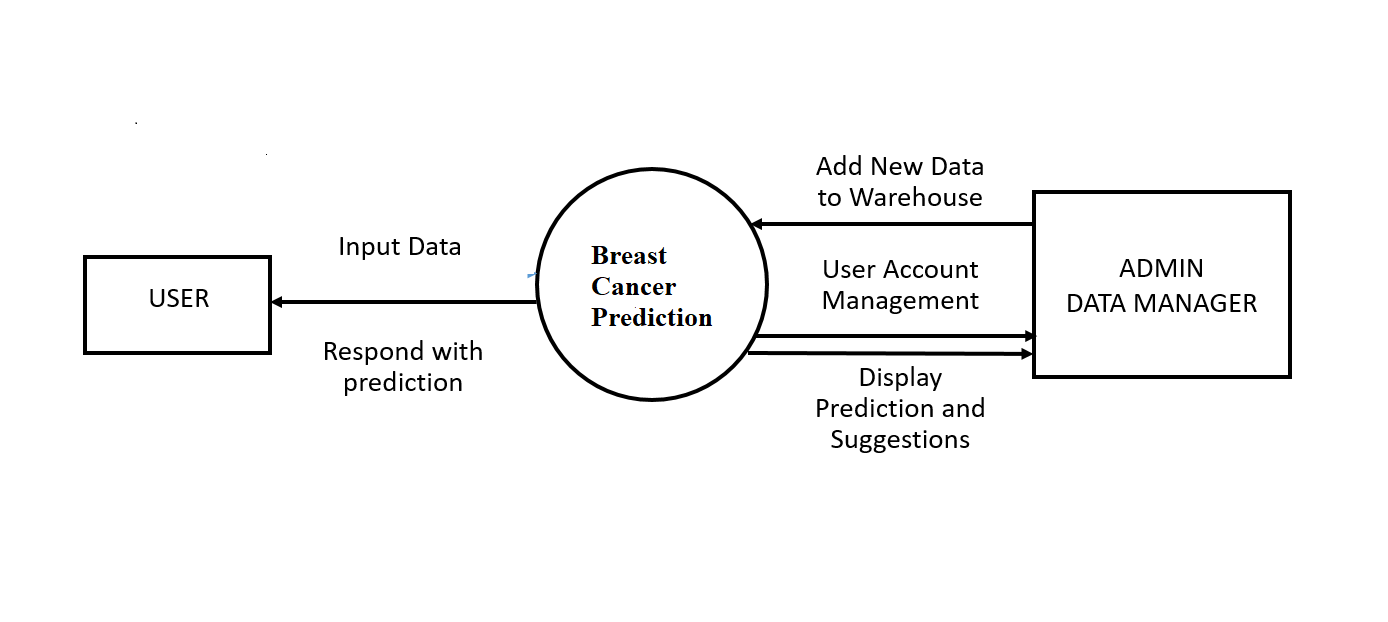 USER
Input Data
Respond with
prediction
Breast
Cancer
Prediction
Add New Data
to Warehouse
User Account
Management
Display
Prediction and
Suggestions
ADMIN
DATA MANAGER